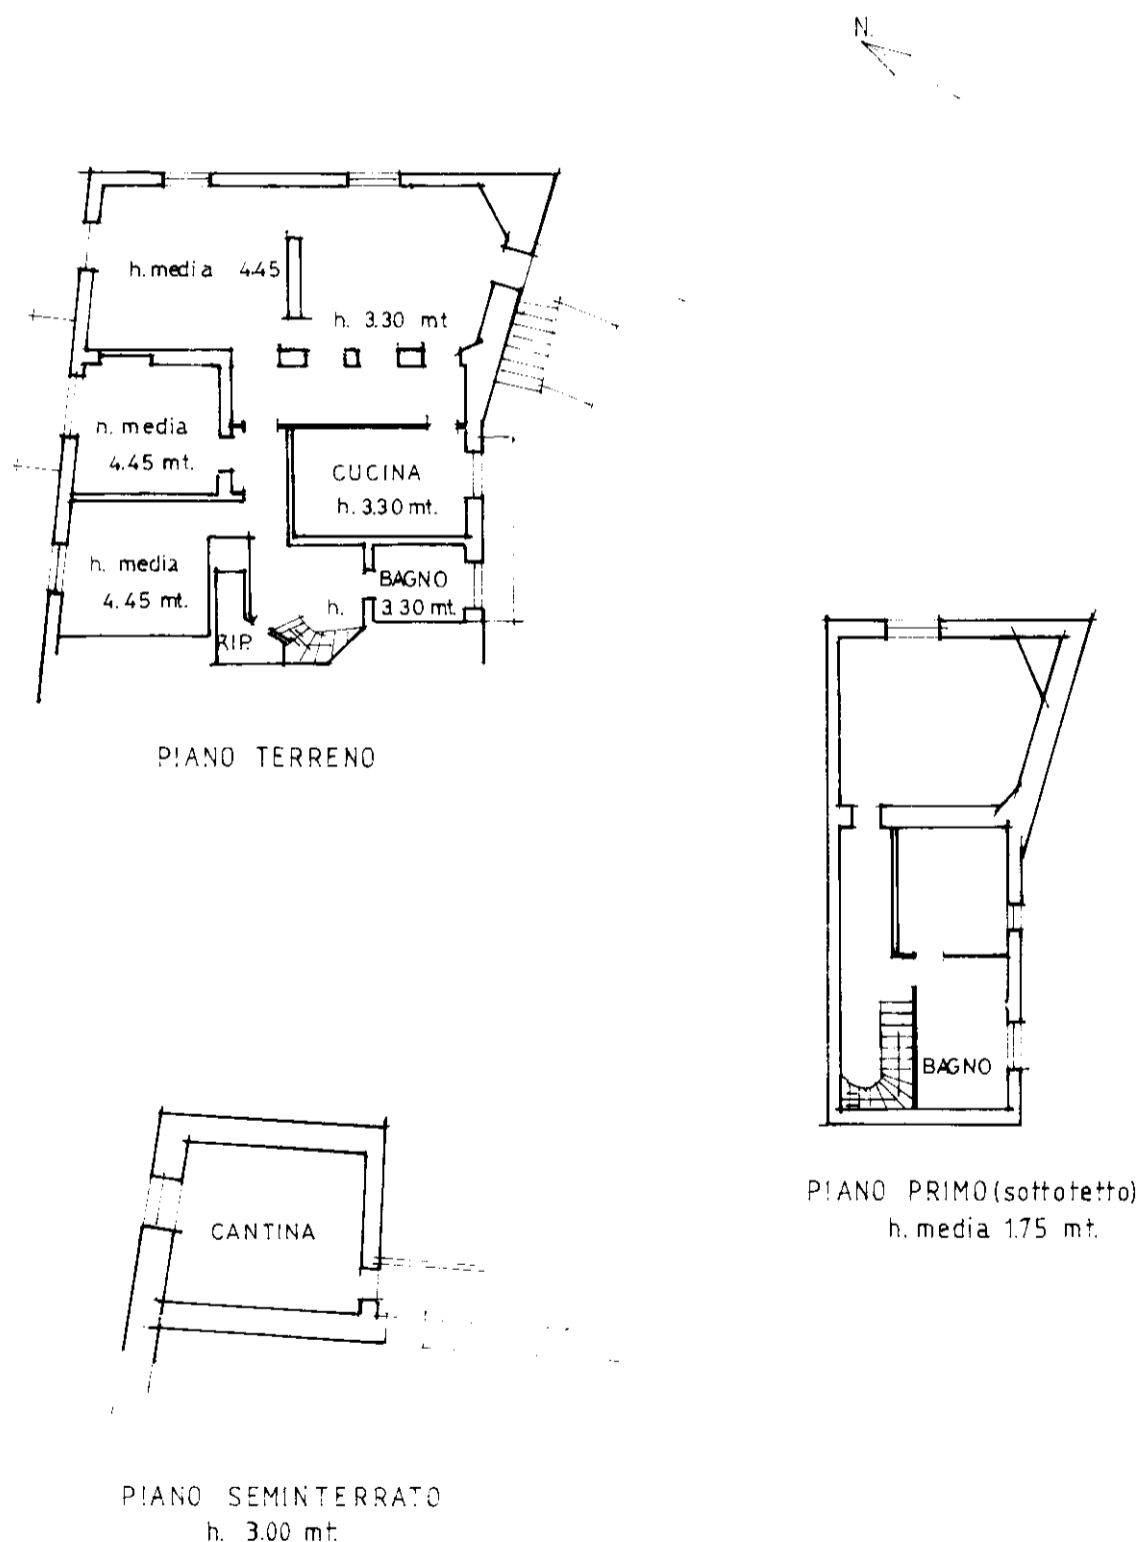 N.
h. media 4.45
h. 3.30 mt
h. media
4.45 mt.
CUCINA
h. 3.30 mt.
h. media
4.45 mt.
BAGNO
h. 3.30 mt.
RIP.
PIANO TERRENO
BAGNO
PIANO PRIMO (sottotetto)
h. media 1.75 mt.
CANTINA
PIANO SEMINTERRATO
h. 3.00 mt.